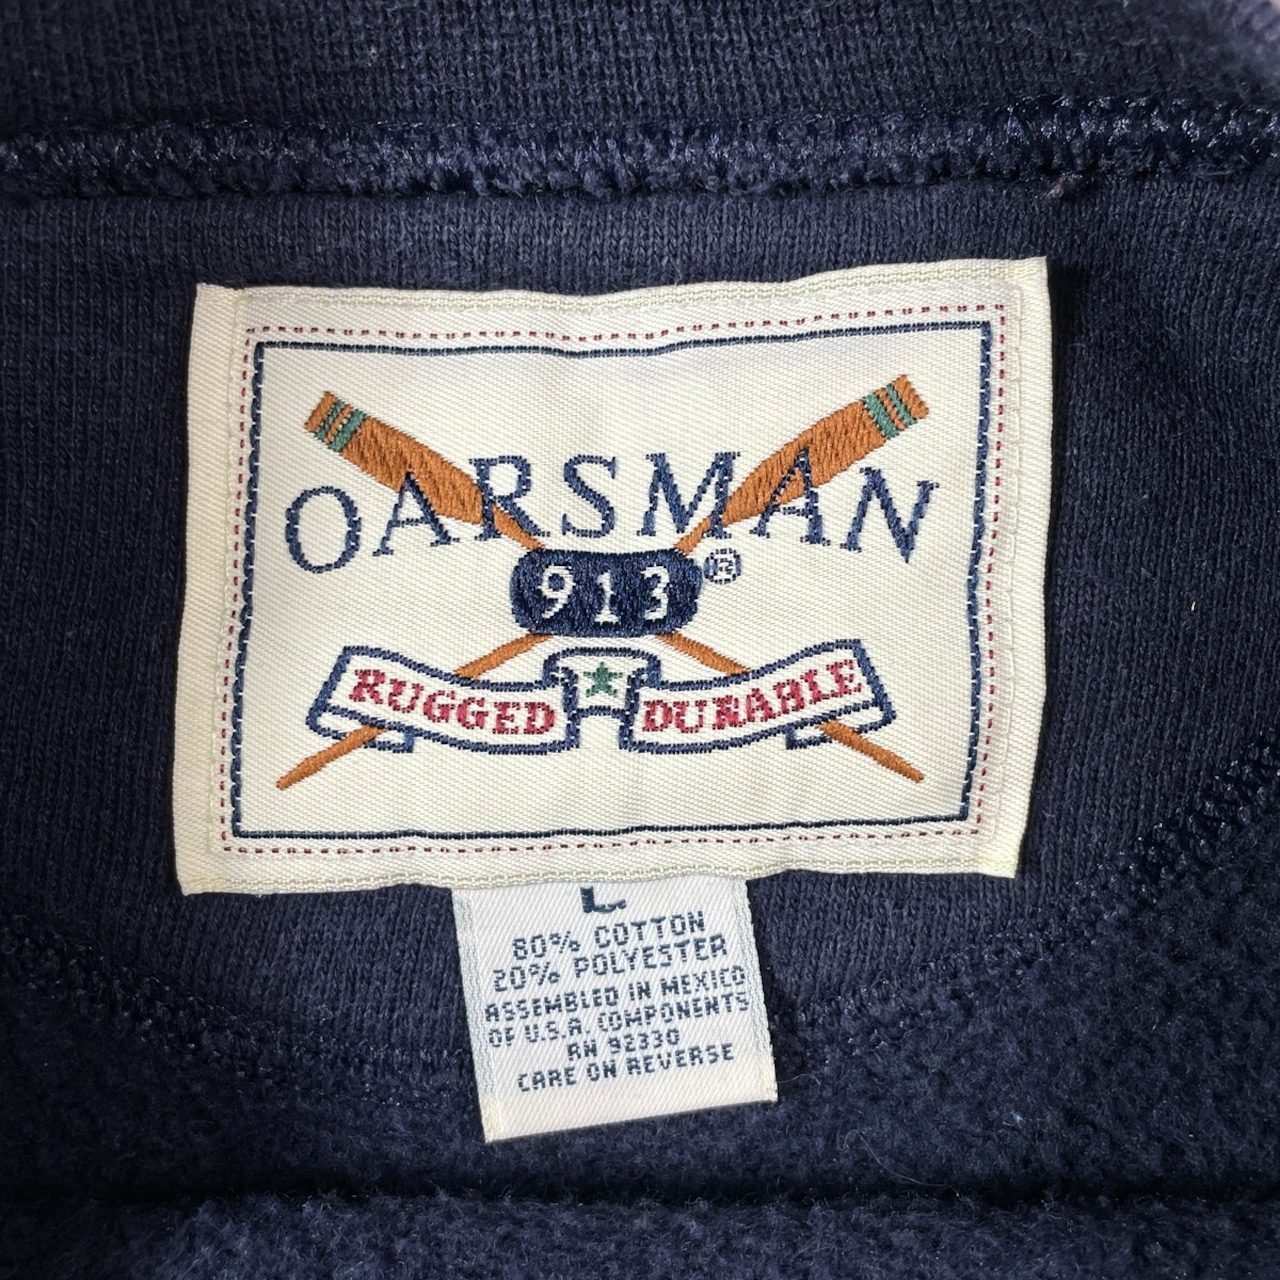 OARSMAN
913®
RUGGED DURABLE
L
80% COTTON
20% POLYESTER
ASSEMBLED IN MEXICO
OF U.S.A. COMPONENTS
RN 92330
CARE ON REVERSE